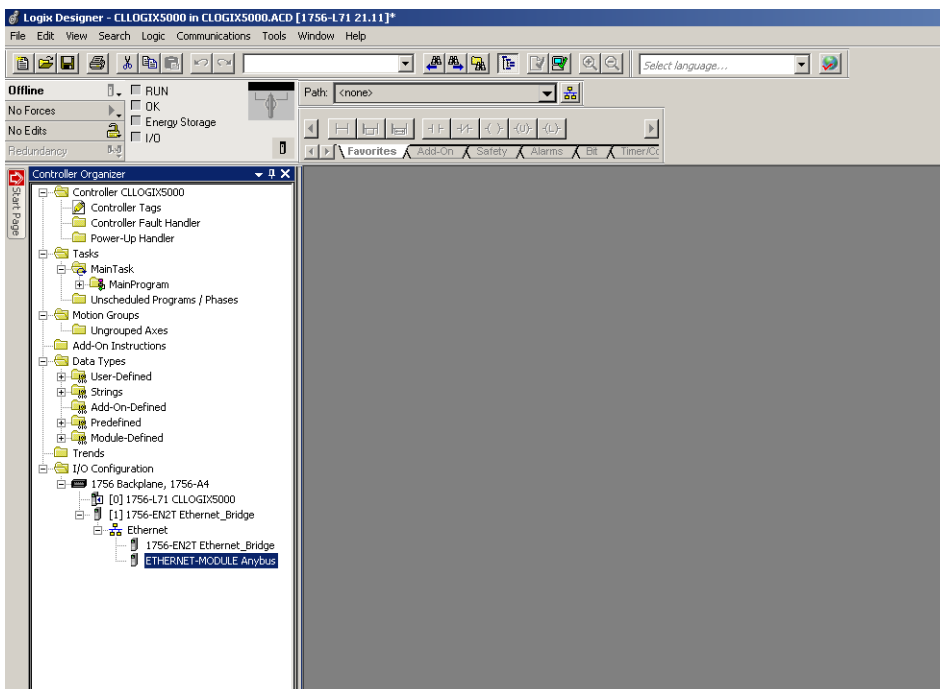 Logix Designer - CLLOGIX5000 in CLOGIX5000.ACD [1756-L71 21.11]*
File Edit View Search Logic Communications Tools Window Help
Select language...
Offline
RUN
No Forces
OK
No Edits
Energy Storage
I/O
Redundancy
Path: <none>
Favorites Add-On Safety Alarms Bit Timer/Cc
Start Page
Controller Organizer
Controller CLLOGIX5000
Controller Tags
Controller Fault Handler
Power-Up Handler
Tasks
MainTask
MainProgram
Unscheduled Programs / Phases
Motion Groups
Ungrouped Axes
Add-On Instructions
Data Types
User-Defined
Strings
Add-On-Defined
Predefined
Module-Defined
Trends
I/O Configuration
1756 Backplane, 1756-A4
[0] 1756-L71 CLLOGIX5000
[1] 1756-EN2T Ethernet_Bridge
Ethernet
1756-EN2T Ethernet_Bridge
ETHERNET-MODULE Anybus